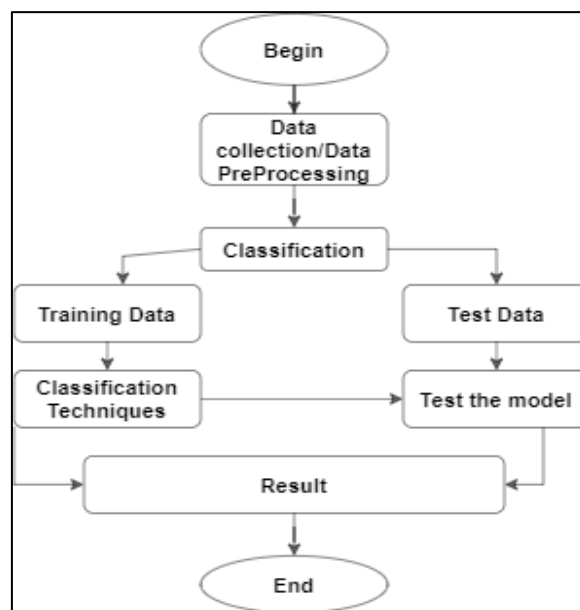 Begin
Data
collection/Data
PreProcessing
Classification
Training Data
Test Data
Classification
Techniques
Test the model
Result
End